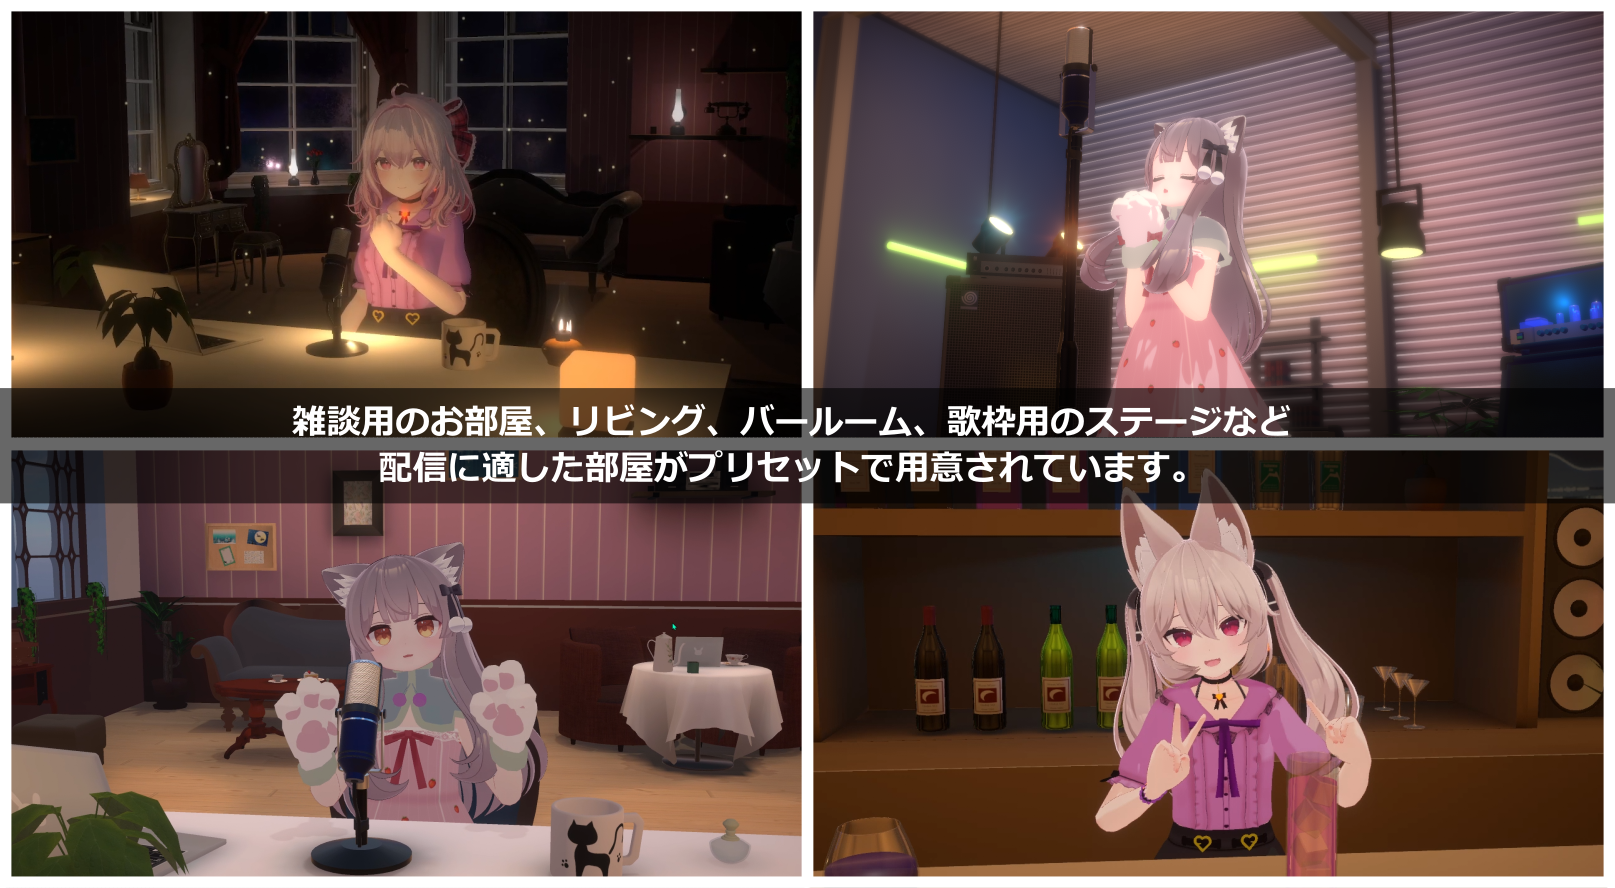 雑談用のお部屋、リビング、バールーム、歌枠用のステージなど
配信に適した部屋がプリセットで用意されています。